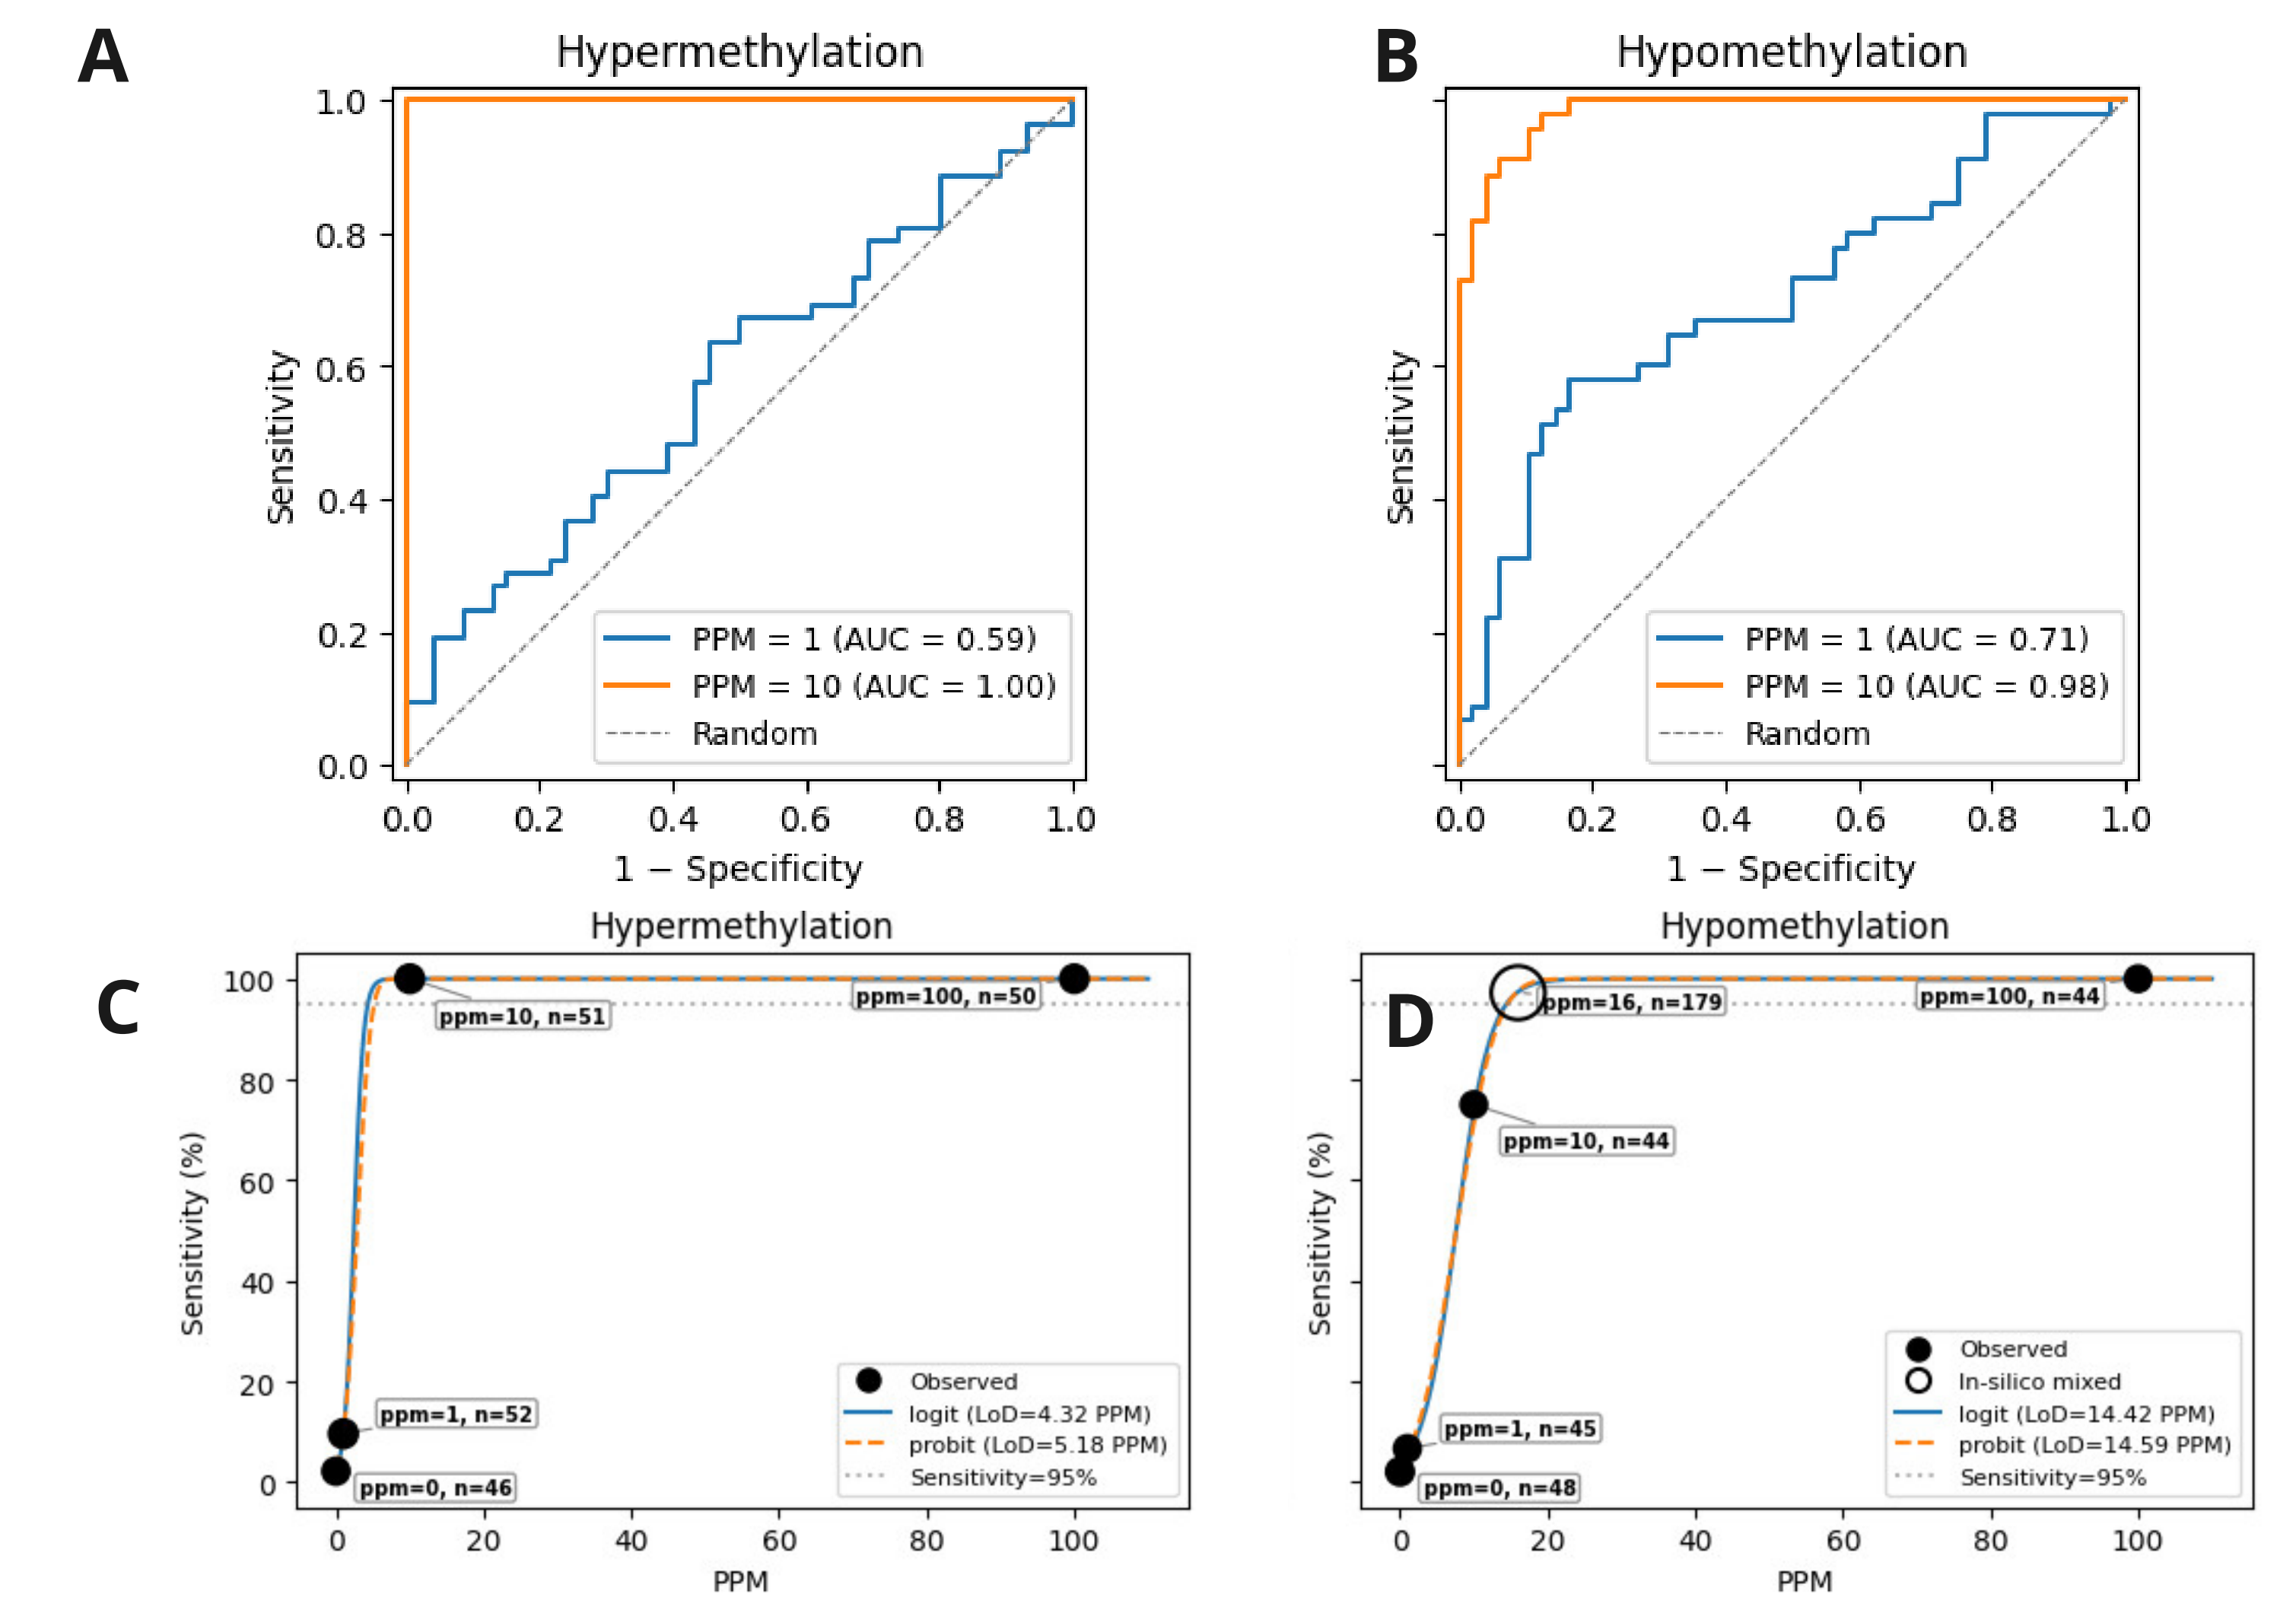 A
Hypermethylation
Sensitivity
1.0
0.8
0.6
0.4
0.2
0.0
PPM = 1 (AUC = 0.59)
PPM = 10 (AUC = 1.00)
Random
0.0 0.2 0.4 0.6 0.8 1.0
1 − Specificity
B
Hypomethylation
Sensitivity
PPM = 1 (AUC = 0.71)
PPM = 10 (AUC = 0.98)
Random
0.0 0.2 0.4 0.6 0.8 1.0
1 − Specificity
C
Hypermethylation
Sensitivity (%)
100
80
60
40
20
0
ppm=10, n=51
ppm=100, n=50
ppm=1, n=52
ppm=0, n=46
Observed
logit (LoD=4.32 PPM)
probit (LoD=5.18 PPM)
Sensitivity=95%
0 20 40 60 80 100
PPM
D
Hypomethylation
Sensitivity (%)
ppm=16, n=179
ppm=100, n=44
ppm=10, n=44
ppm=1, n=45
ppm=0, n=48
Observed
In-silico mixed
logit (LoD=14.42 PPM)
probit (LoD=14.59 PPM)
Sensitivity=95%
0 20 40 60 80 100
PPM